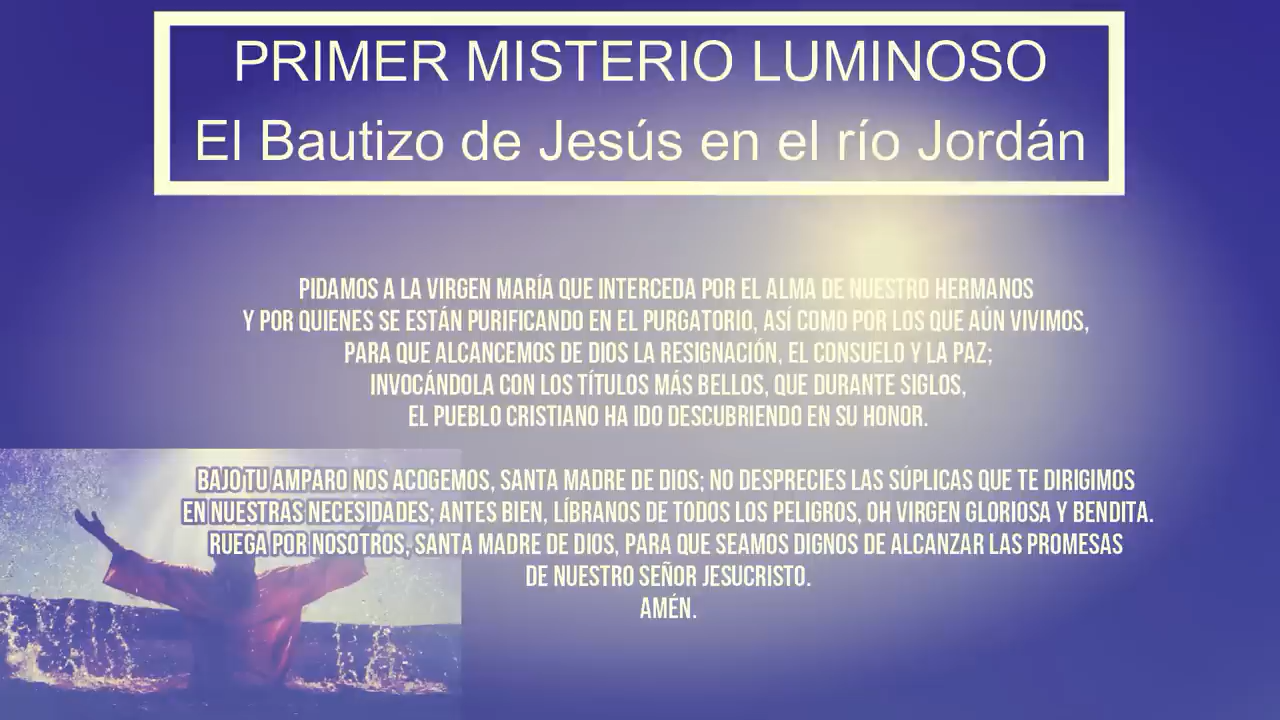 PRIMER MISTERIO LUMINOSO
El Bautizo de Jesús en el río Jordán
PIDAMOS A LA VIRGEN MARÍA QUE INTERCEDA POR EL ALMA DE NUESTRO HERMANOS
Y POR QUIENES SE ESTÁN PURIFICANDO EN EL PURGATORIO, ASÍ COMO POR LOS QUE AÚN VIVIMOS,
PARA QUE ALCANCEMOS DE DIOS LA RESIGNACIÓN, EL CONSUELO Y LA PAZ;
INVOCÁNDOLA CON LOS TÍTULOS MÁS BELLOS, QUE DURANTE SIGLOS,
EL PUEBLO CRISTIANO HA IDO DESCUBRIENDO EN SU HONOR.
BAJO TU AMPARO NOS ACOGEMOS, SANTA MADRE DE DIOS; NO DESPRECIES LAS SÚPLICAS QUE TE DIRIGIMOS
EN NUESTRAS NECESIDADES; ANTES BIEN, LÍBRANOS DE TODOS LOS PELIGROS, OH VIRGEN GLORIOSA Y BENDITA.
RUEGA POR NOSOTROS, SANTA MADRE DE DIOS, PARA QUE SEAMOS DIGNOS DE ALCANZAR LAS PROMESAS
DE NUESTRO SEÑOR JESUCRISTO.
AMÉN.